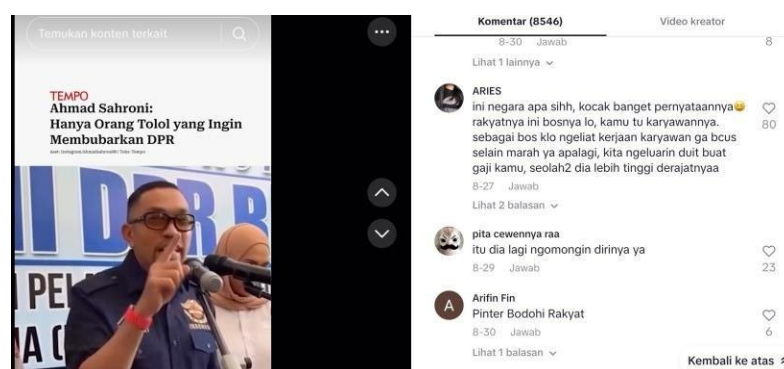 Temukan konten terkait
TEMPO
Ahmad Sahroni:
Hanya Orang Tolol yang Ingin
Membubarkan DPR
DPR R
PEL
A C
Komentar (8546)
Video kreator
8-30 Jawab
8
Lihat 1 lainnya
ARIES
ini negara apa sihh, kocak banget pernyataannya😄
rakyatnya ini bosnya lo, kamu tu karyawannya.
sebagai bos klo ngeliat kerjaan karyawan ga bcus
selain marah ya apalagi, kita ngeluarin duit buat
gaji kamu, seolah2 dia lebih tinggi derajatnyaa
80
8-27 Jawab
Lihat 2 balasan
pita cewennya raa
itu dia lagi ngomongin dirinya ya
8-29 Jawab
23
A
Arifin Fin
Pinter Bodohi Rakyat
8-30 Jawab
6
Lihat 1 balasan
Kembali ke atas